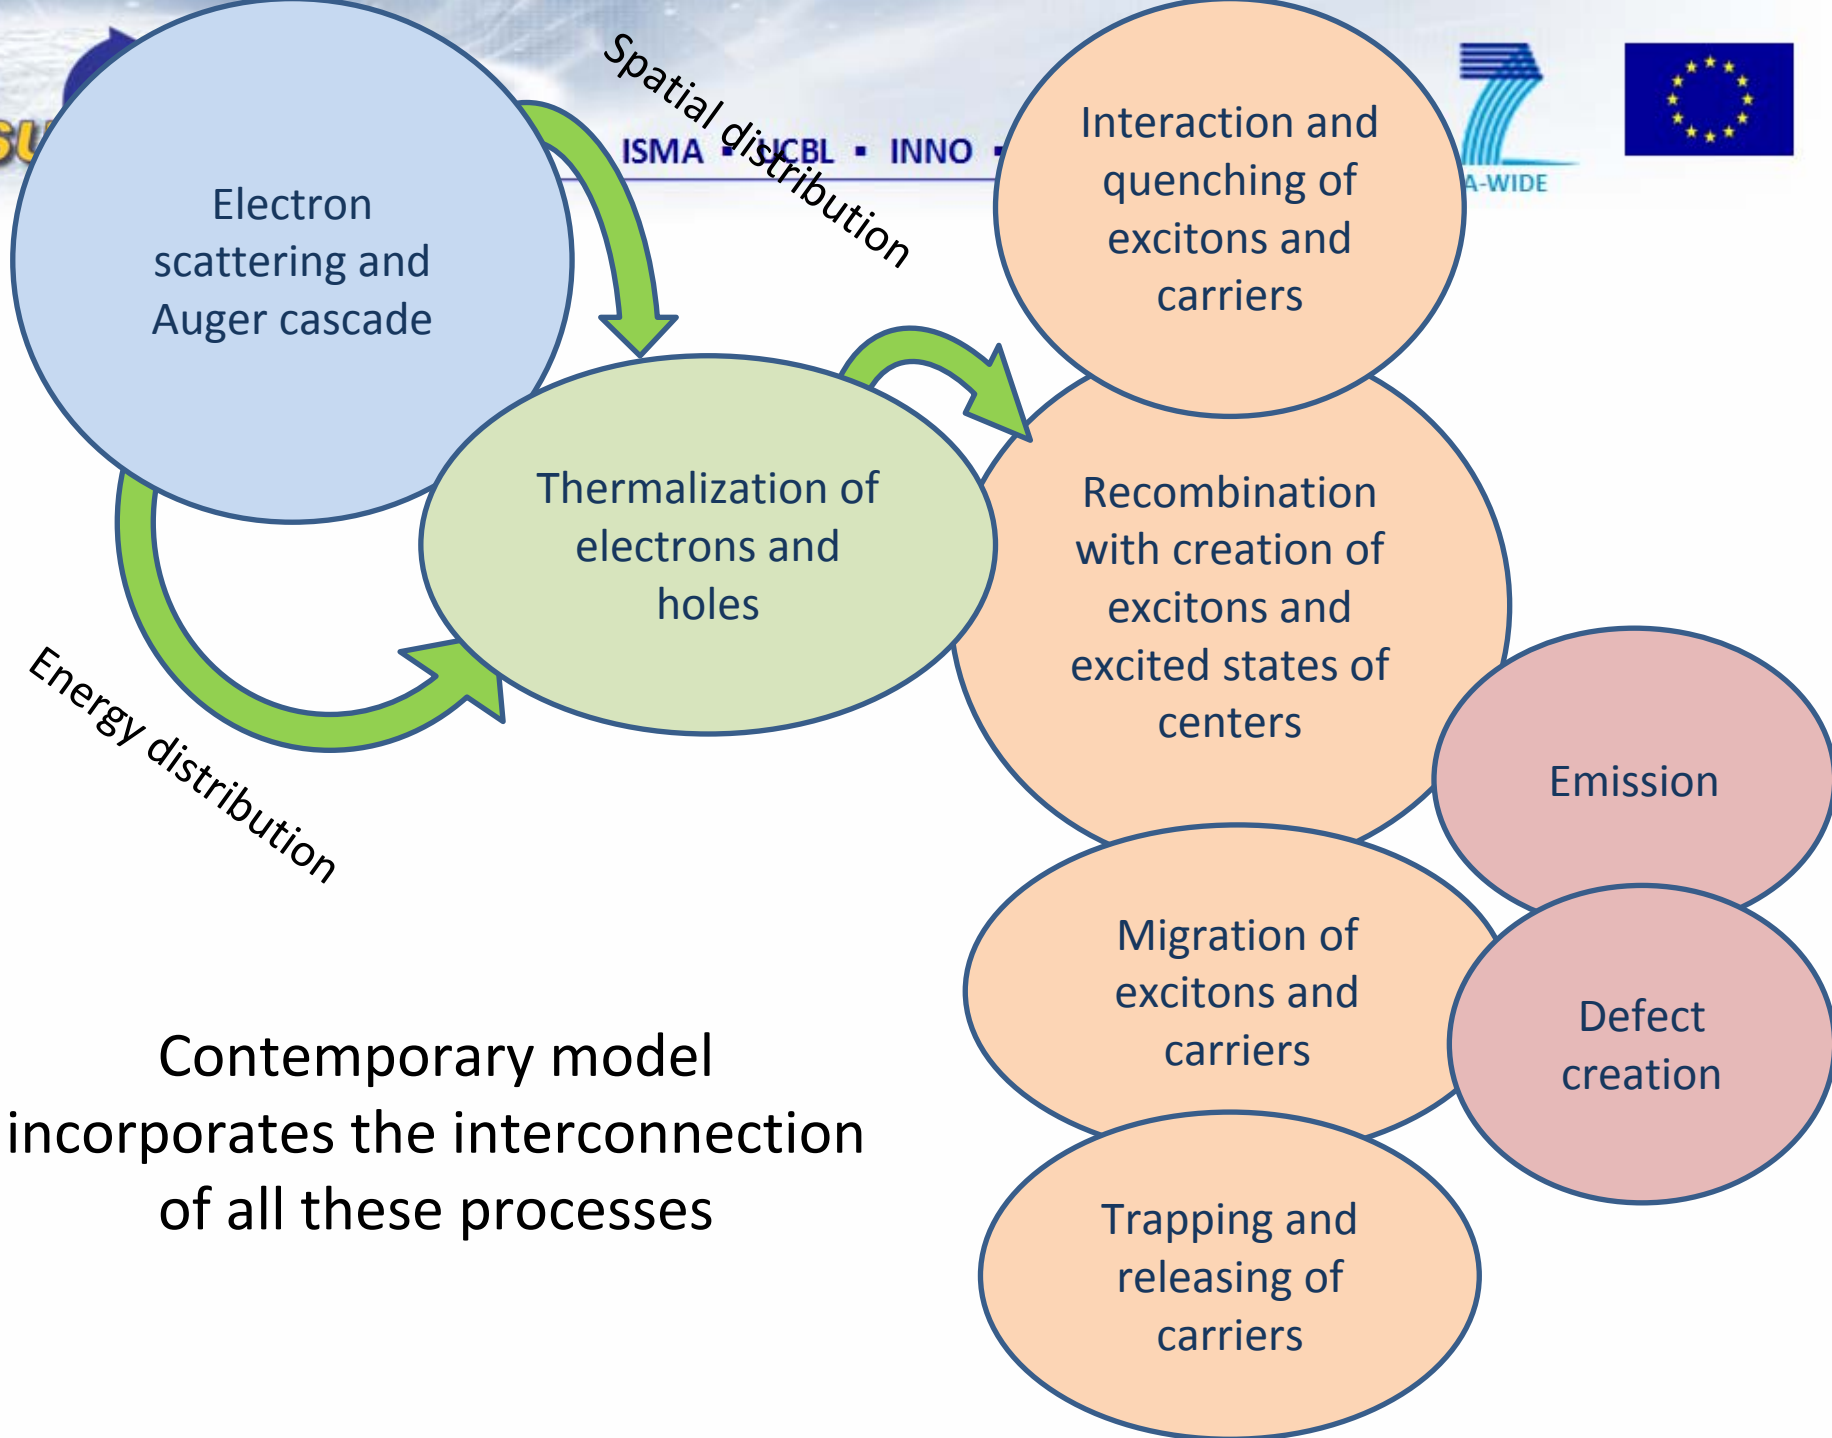 Spatial distribution
ISMA ▪ UCBL ▪ INNO ▪
A-WIDE
Electron
scattering and
Auger cascade
Interaction and
quenching of
excitons and
carriers
Thermalization of
electrons and
holes
Recombination
with creation of
excitons and
excited states of
centers
Energy distribution
Emission
Migration of
excitons and
carriers
Defect
creation
Contemporary model
incorporates the interconnection
of all these processes
Trapping and
releasing of
carriers